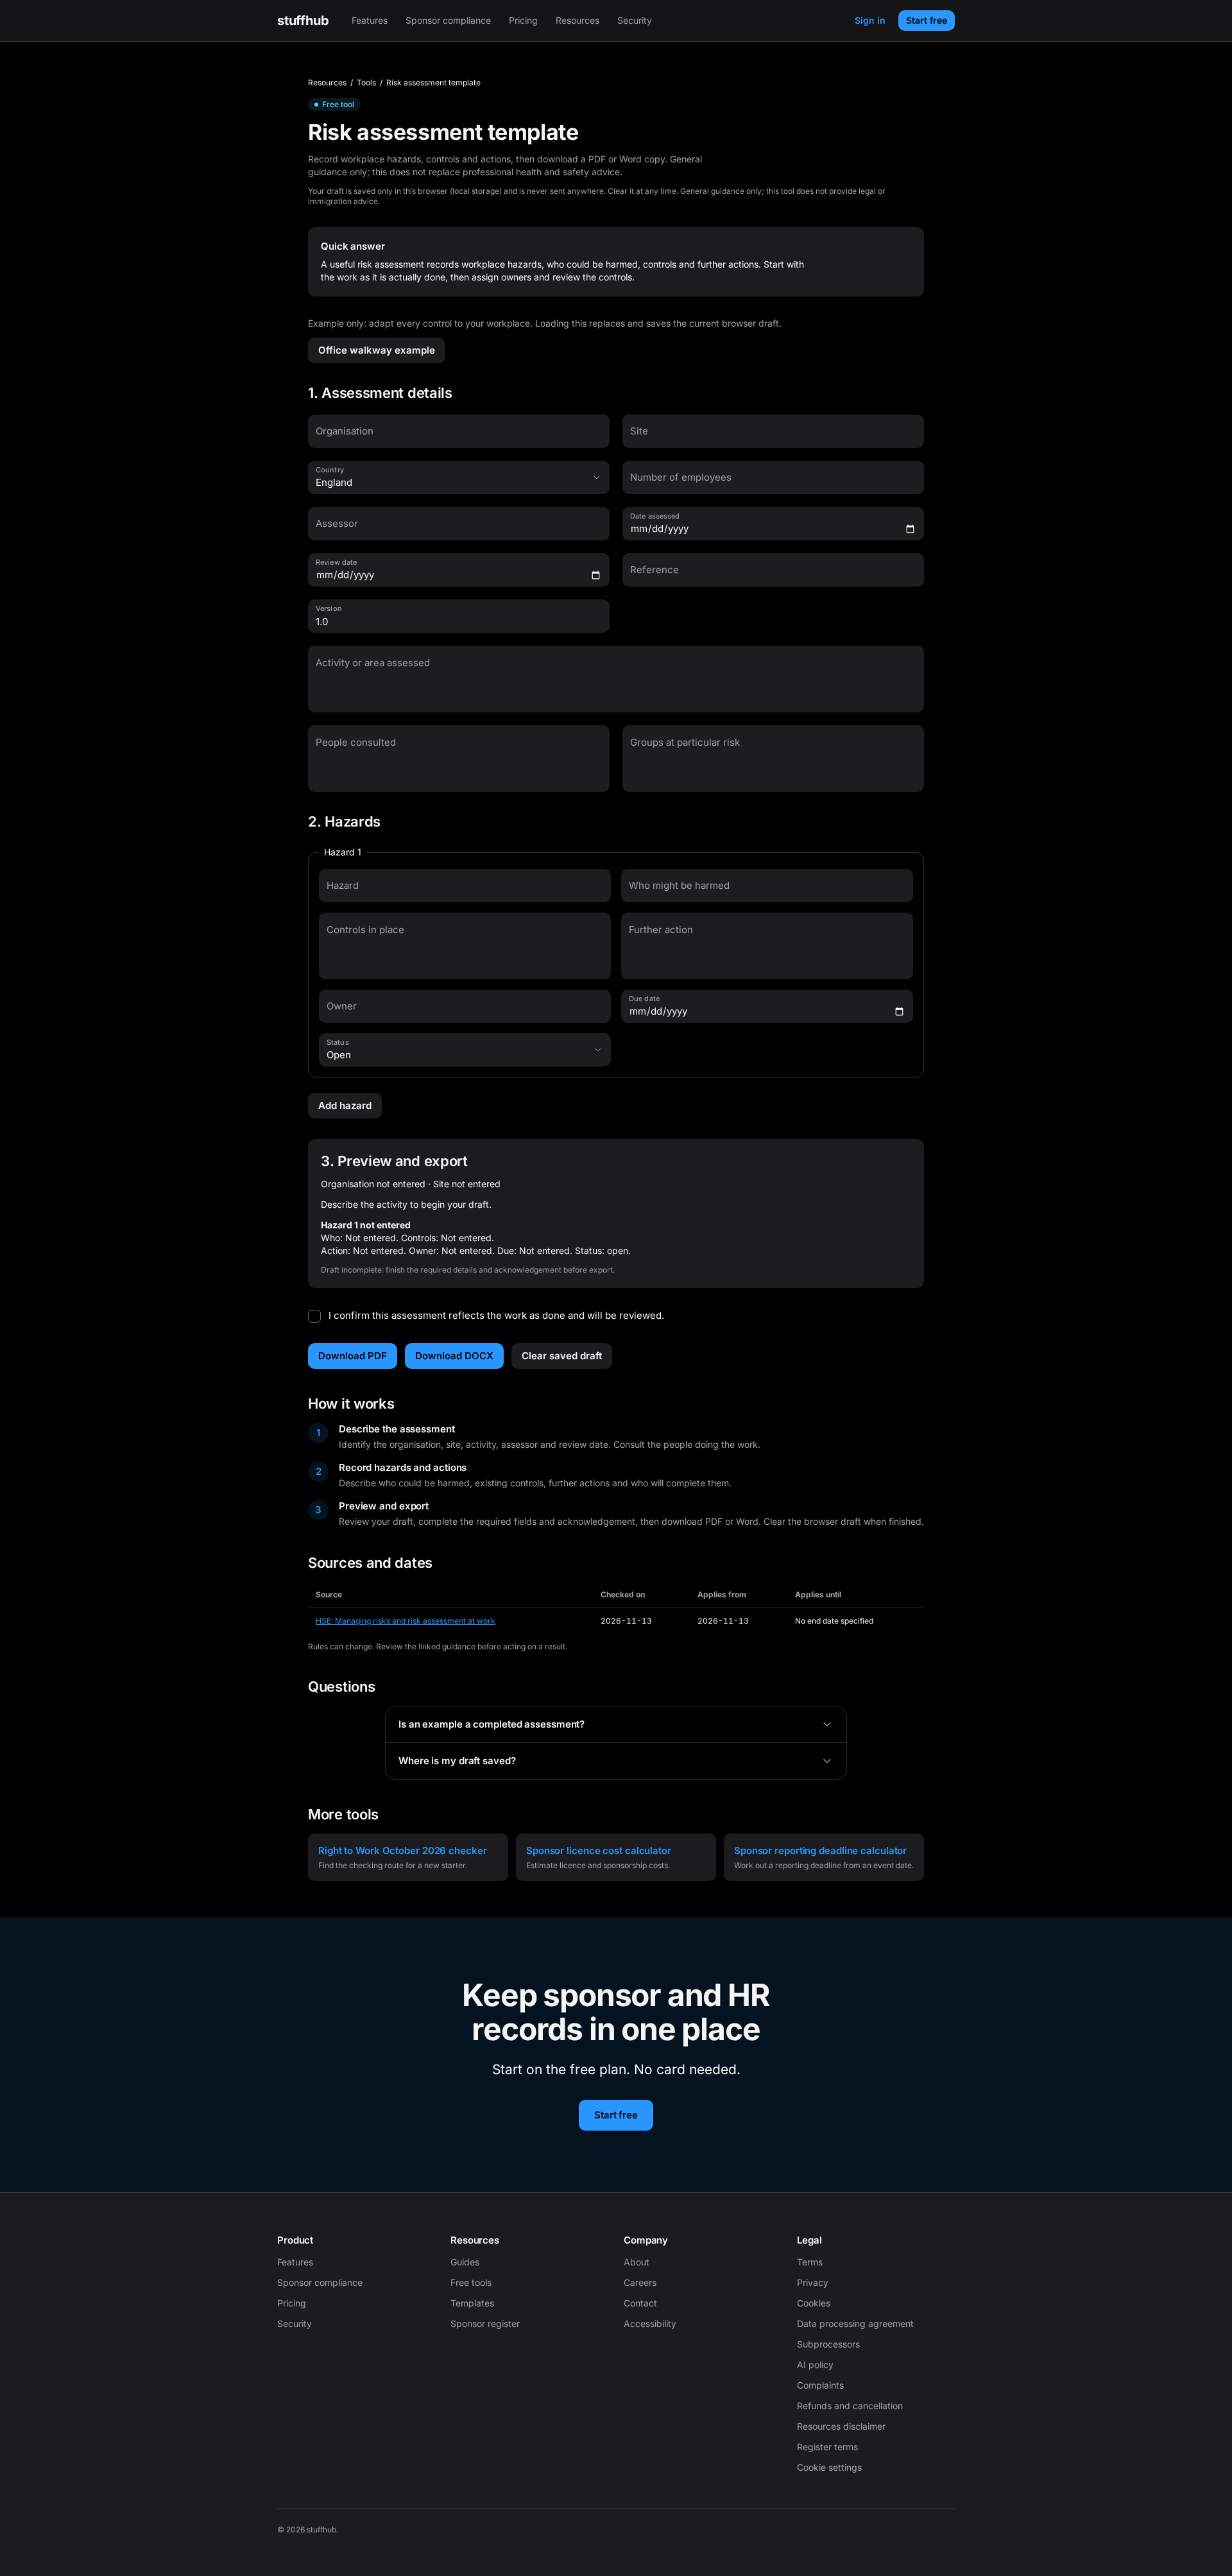 stuffhub
Features
Sponsor compliance
Pricing
Resources
Security
Sign in
Start free
Resources / Tools / Risk assessment template
Free tool
Risk assessment template
Record workplace hazards, controls and actions, then download a PDF or Word copy. General
guidance only; this does not replace professional health and safety advice.
Your draft is saved only in this browser (local storage) and is never sent anywhere. Clear it at any time. General guidance only; this tool does not provide legal or
immigration advice.
Quick answer
A useful risk assessment records workplace hazards, who could be harmed, controls and further actions. Start with
the work as it is actually done, then assign owners and review the controls.
Example only: adapt every control to your workplace. Loading this replaces and saves the current browser draft.
Office walkway example
1. Assessment details
Organisation
Site
Country
England
Number of employees
Assessor
Date assessed
mm/dd/yyyy
Review date
mm/dd/yyyy
Reference
Version
1.0
Activity or area assessed
People consulted
Groups at particular risk
2. Hazards
Hazard 1
Hazard
Who might be harmed
Controls in place
Further action
Owner
Due date
mm/dd/yyyy
Status
Open
Add hazard
3. Preview and export
Organisation not entered · Site not entered
Describe the activity to begin your draft.
Hazard 1 not entered
Who: Not entered. Controls: Not entered.
Action: Not entered. Owner: Not entered. Due: Not entered. Status: open.
Draft incomplete: finish the required details and acknowledgement before export.
I confirm this assessment reflects the work as done and will be reviewed.
Download PDF
Download DOCX
Clear saved draft
How it works
1
Describe the assessment
Identify the organisation, site, activity, assessor and review date. Consult the people doing the work.
2
Record hazards and actions
Describe who could be harmed, existing controls, further actions and who will complete them.
3
Preview and export
Review your draft, complete the required fields and acknowledgement, then download PDF or Word. Clear the browser draft when finished.
Sources and dates
Source
Checked on
Applies from
Applies until
HSE: Managing risks and risk assessment at work
2026-11-13
2026-11-13
No end date specified
Rules can change. Review the linked guidance before acting on a result.
Questions
Is an example a completed assessment?
Where is my draft saved?
More tools
Right to Work October 2026 checker
Find the checking route for a new starter.
Sponsor licence cost calculator
Estimate licence and sponsorship costs.
Sponsor reporting deadline calculator
Work out a reporting deadline from an event date.
Keep sponsor and HR
records in one place
Start on the free plan. No card needed.
Start free
Product
Features
Sponsor compliance
Pricing
Security
Resources
Guides
Free tools
Templates
Sponsor register
Company
About
Careers
Contact
Accessibility
Legal
Terms
Privacy
Cookies
Data processing agreement
Subprocessors
AI policy
Complaints
Refunds and cancellation
Resources disclaimer
Register terms
Cookie settings
© 2026 stuffhub.